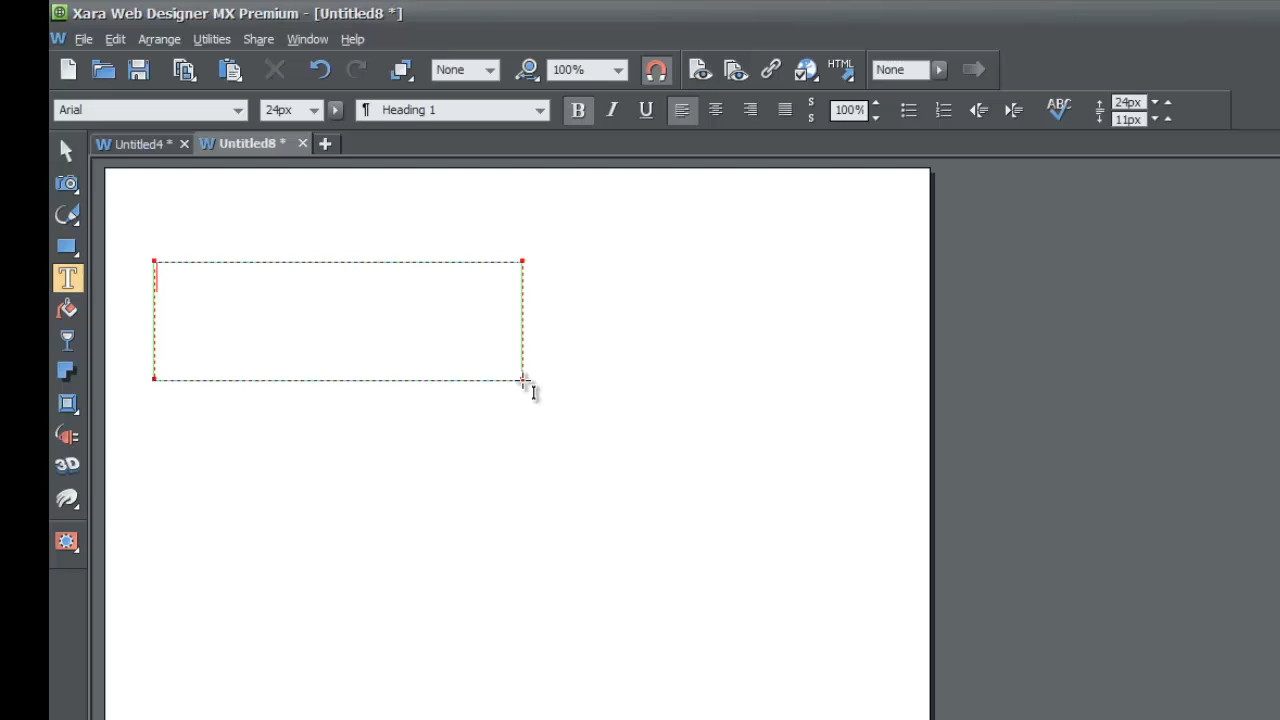 Xara Web Designer MX Premium - [Untitled8 *]
W File Edit Arrange Utilities Share Window Help
None 100% HTML None
Arial 24px ¶ Heading 1 B I U S S 100% ABC 24px
11px
W Untitled4 * W Untitled8 *
T
3D